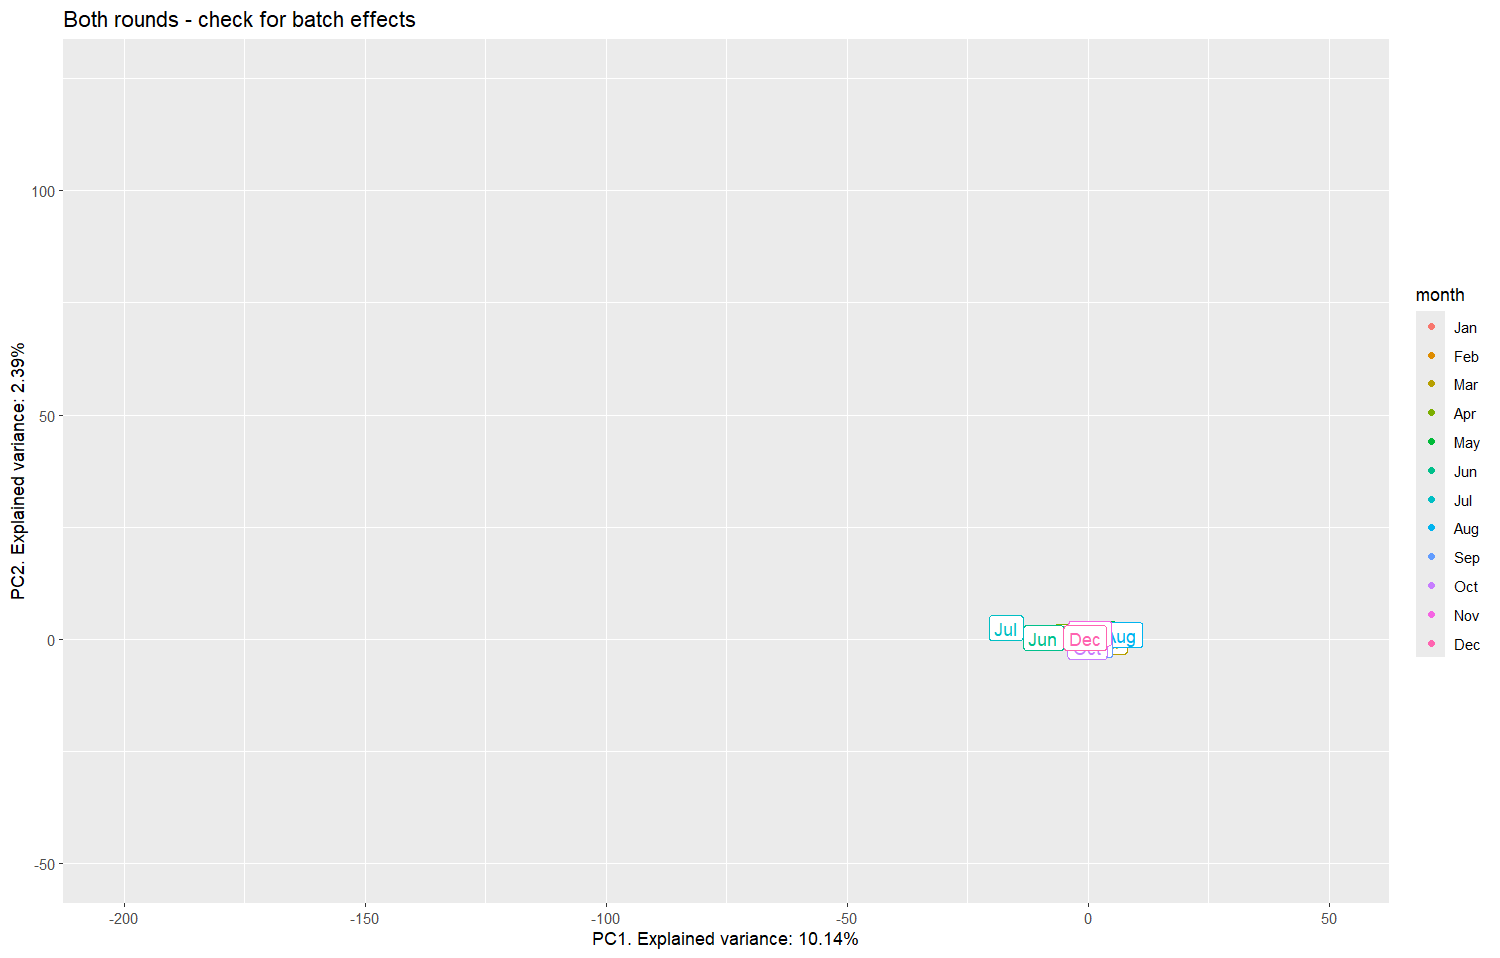 Both rounds - check for batch effects
100
50
0
-50
PC2. Explained variance: 2.39%
Jul
Jun
Dec
Aug
Oct
-200
-150
-100
-50
0
50
PC1. Explained variance: 10.14%
month
Jan
Feb
Mar
Apr
May
Jun
Jul
Aug
Sep
Oct
Nov
Dec